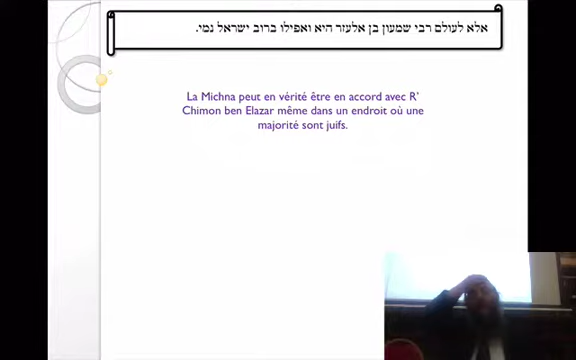 אלא לעולם רבי שמעון בן אלעזר היא ואפילו ברוב ישראל נמי.
La Michna peut en vérité être en accord avec R'
Chimon ben Elazar même dans un endroit où une
majorité sont juifs.